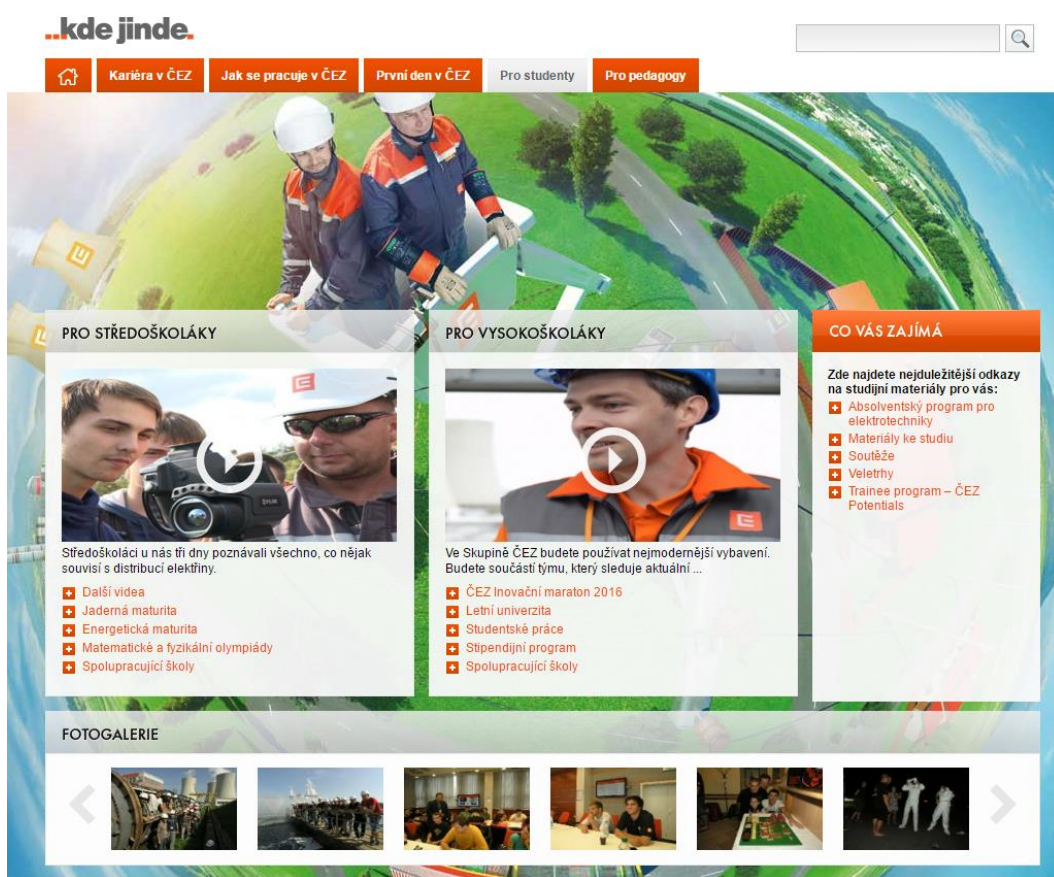 ..kde jinde.
Kariéra v ČEZ
Jak se pracuje v ČEZ
První den v ČEZ
Pro studenty
Pro pedagogy
PRO STŘEDOŠKOLÁKY
Středoškoláci u nás tři dny poznávali všechno, co nějak
souvisí s distribucí elektřiny.
Další videa
Jaderná maturita
Energetická maturita
Matematické a fyzikální olympiády
Spolupracující školy
PRO VYSOKOŠKOLÁKY
Ve Skupině ČEZ budete používat nejmodernější vybavení.
Budete součástí týmu, který sleduje aktuální ...
ČEZ Inovační maraton 2016
Letní univerzita
Studentské práce
Stipendijní program
Spolupracující školy
CO VÁS ZAJÍMÁ
Zde najdete nejduležitější odkazy
na studijní materiály pro vás:
Absolventský program pro
elektrotechniky
Materiály ke studiu
Soutěže
Veletrhy
Trainee program – ČEZ
Potentials
FOTOGALERIE